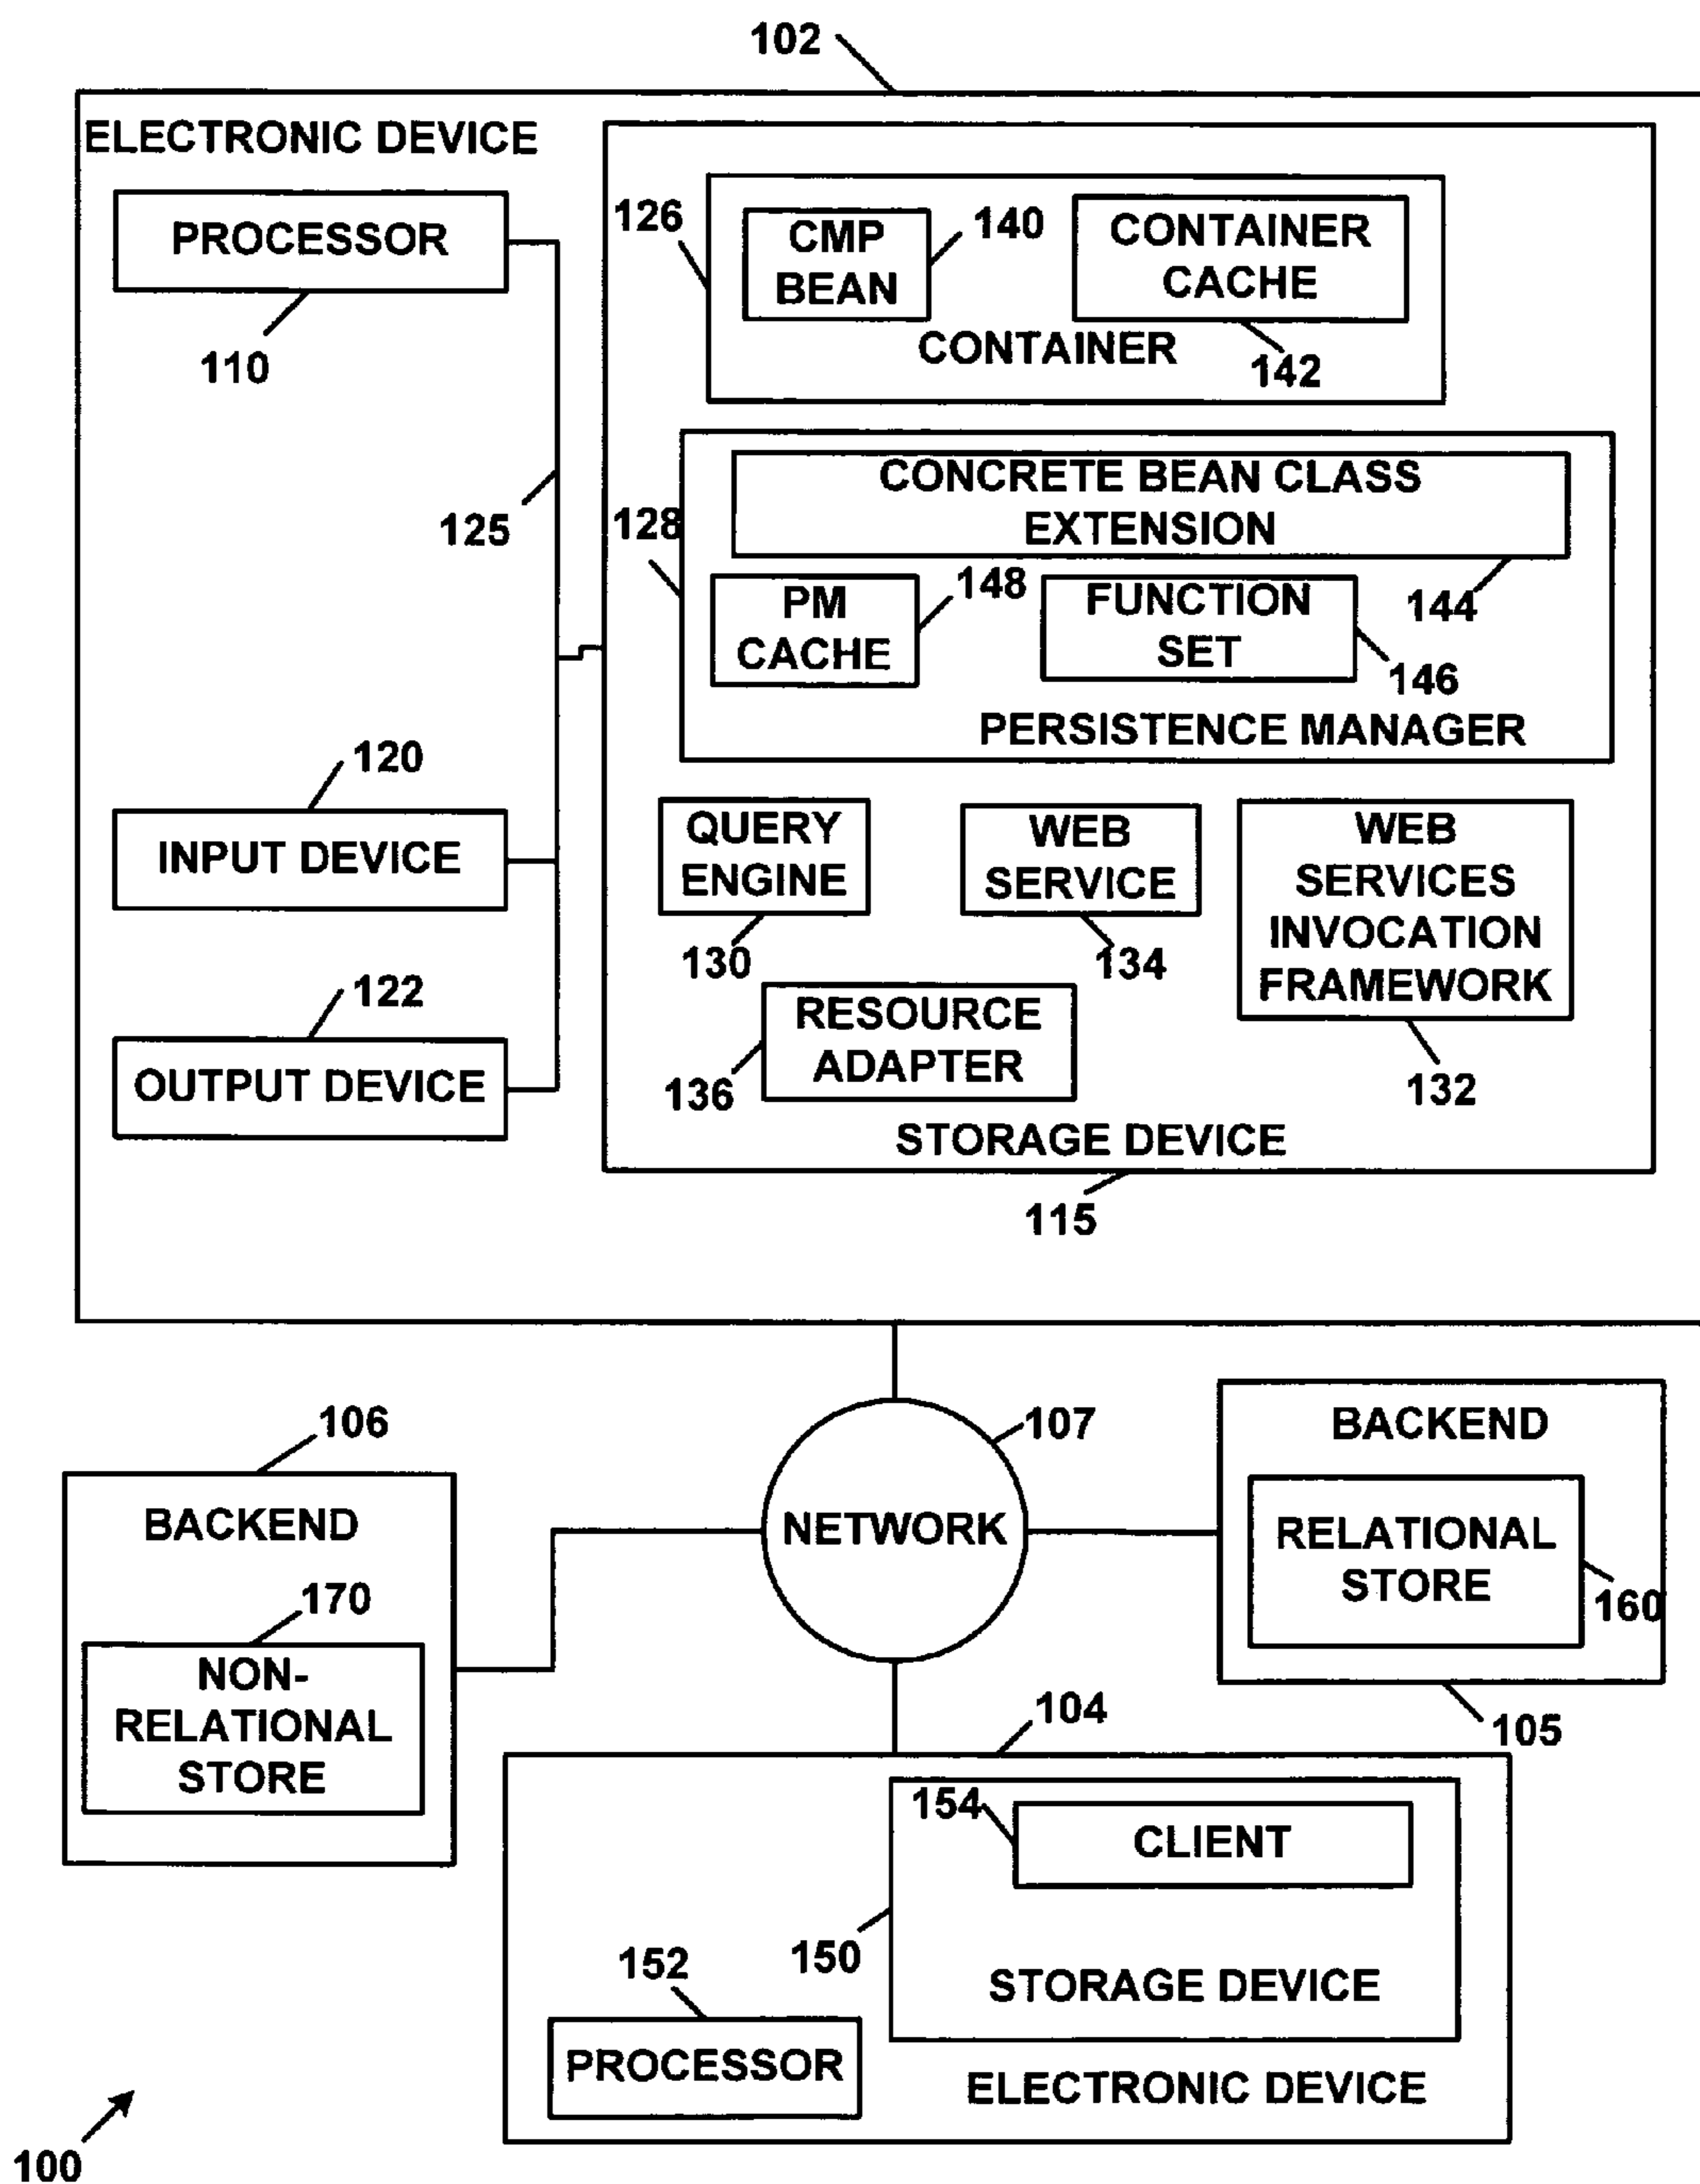 102
ELECTRONIC DEVICE
PROCESSOR
110
126
CMP
BEAN
140
CONTAINER
CACHE
CONTAINER
142
125
128
CONCRETE BEAN CLASS
EXTENSION
144
PM
CACHE
148
FUNCTION
SET
146
PERSISTENCE MANAGER
120
INPUT DEVICE
122
OUTPUT DEVICE
QUERY
ENGINE
130
WEB
SERVICE
134
WEB
SERVICES
INVOCATION
FRAMEWORK
132
RESOURCE
ADAPTER
136
STORAGE DEVICE
115
106
BACKEND
170
NON-
RELATIONAL
STORE
107
NETWORK
BACKEND
RELATIONAL
STORE
160
105
104
154
CLIENT
150
STORAGE DEVICE
152
PROCESSOR
ELECTRONIC DEVICE
100